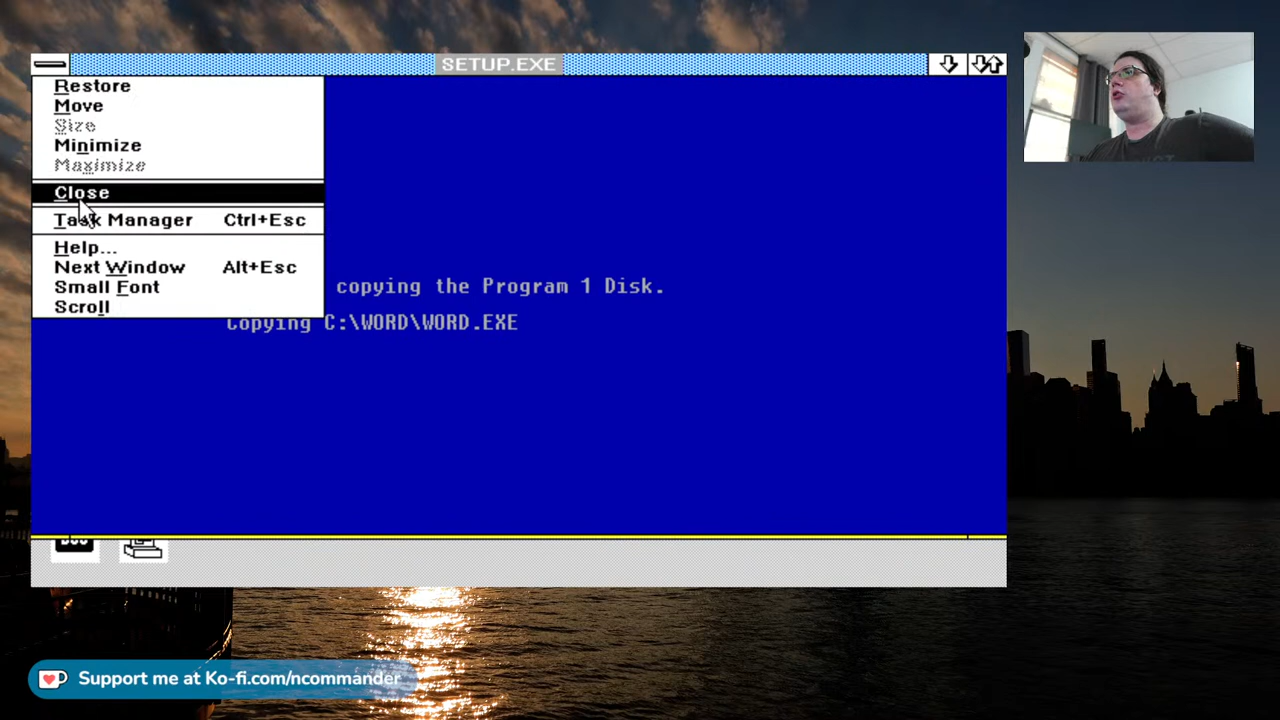 SETUP.EXE
Restore
Move
Size
Minimize
Maximize
Close
Task Manager Ctrl+Esc
Help...
Next Window Alt+Esc
Small Font
Scroll
copying the Program 1 Disk.
Copying C:\WORD\WORD.EXE
Support me at Ko-fi.com/ncommander